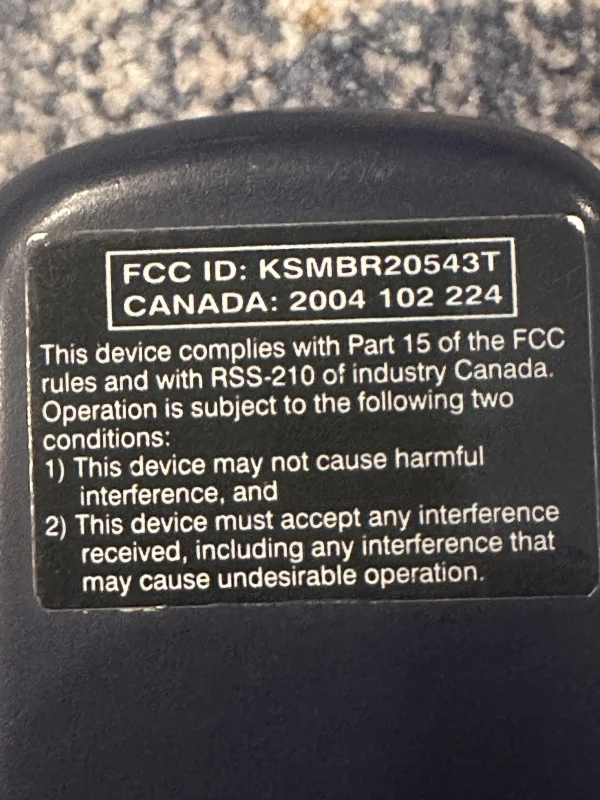 FCC ID: KSMBR20543T
CANADA: 2004 102 224
This device complies with Part 15 of the FCC
rules and with RSS-210 of industry Canada.
Operation is subject to the following two
conditions:
1) This device may not cause harmful
interference, and
2) This device must accept any interference
received, including any interference that
may cause undesirable operation.